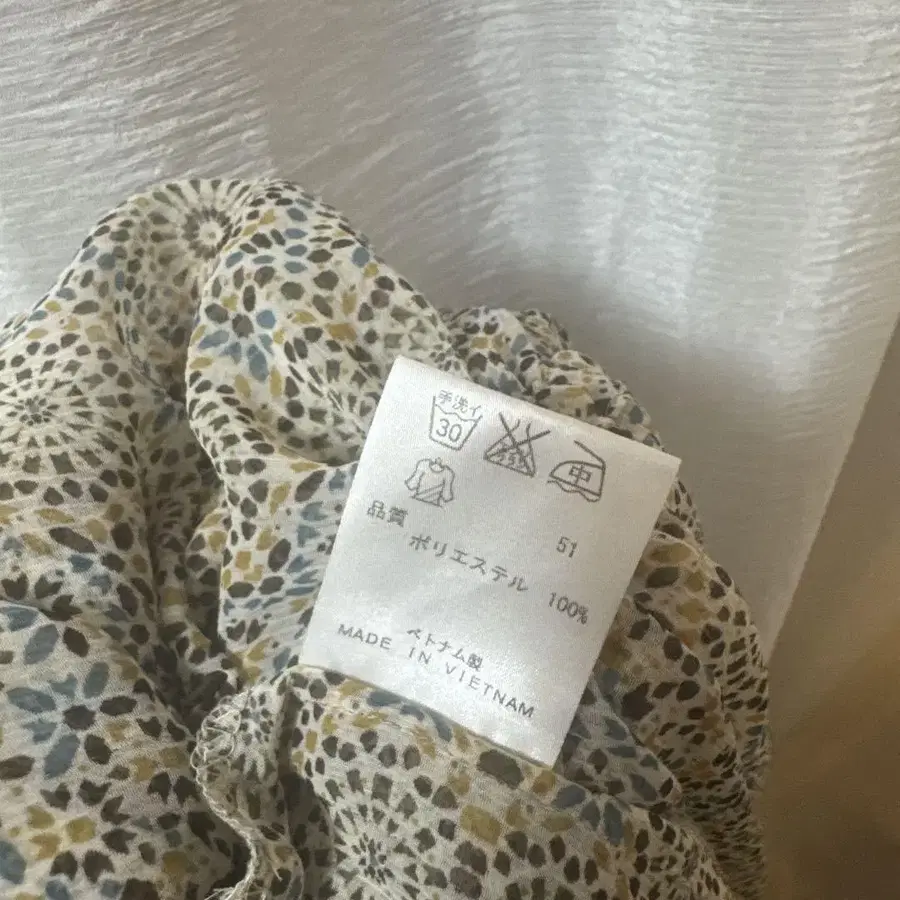 手洗イ
30
中
品質
51
ポリエステル 100%
ベトナム製
MADE IN VIETNAM